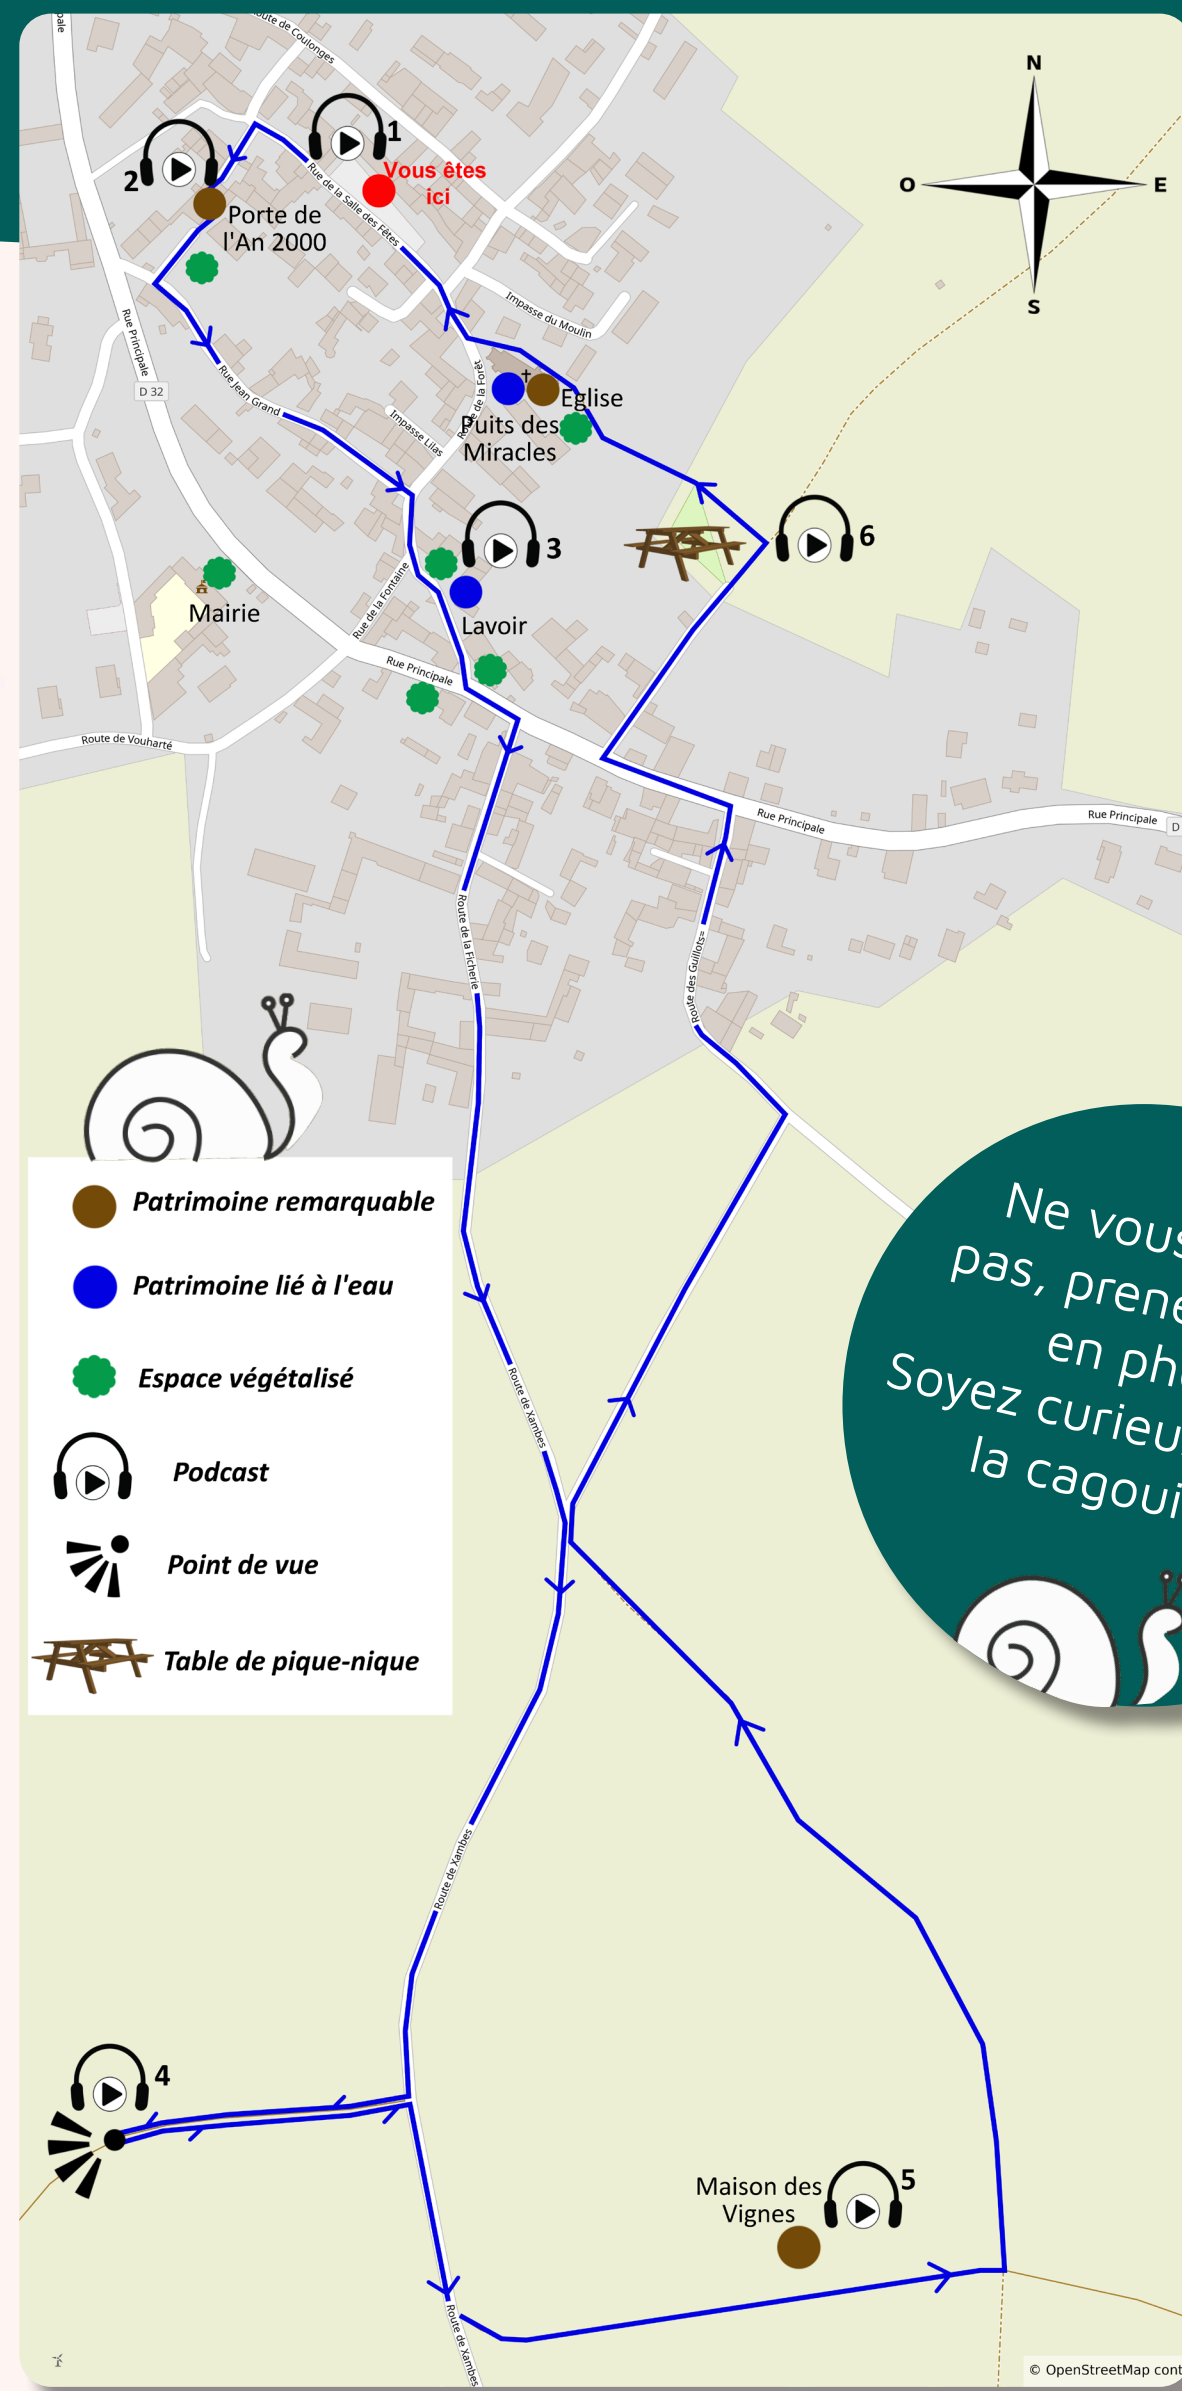 Route de Coulonges
N
O
E
S
1
Vous êtes
ici
2
Rue de la Salle des Fêtes
Porte de
l'An 2000
Impasse du Moulin
Rue Principale
D 32
Rue Jean Grand
Route de la Forêt
Impasse Lilas
Eglise
Puits des
Miracles
3
6
Mairie
Rue de la Fontaine
Lavoir
Rue Principale
Route de Vouharté
Rue Principale
Rue Principale
D
Route de la Ficherie
Route des Guillots=
Patrimoine remarquable
Patrimoine lié à l'eau
Espace végétalisé
Podcast
Point de vue
Table de pique-nique
Ne vous
pas, prene
en ph
Soyez curieu
la cagoui
Route de Xambes
Route de Xambes
4
Maison des
Vignes
5
Route de Xambes
© OpenStreetMap cont